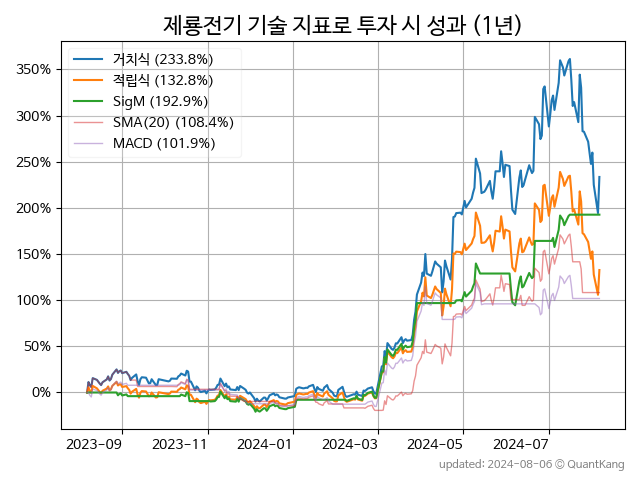 제룡전기 기술 지표로 투자 시 성과 (1년)
거치식 (233.8%)
적립식 (132.8%)
SigM (192.9%)
SMA(20) (108.4%)
MACD (101.9%)
350%
300%
250%
200%
150%
100%
50%
0%
2023-09 2023-11 2024-01 2024-03 2024-05 2024-07
updated: 2024-08-06 © QuantKang